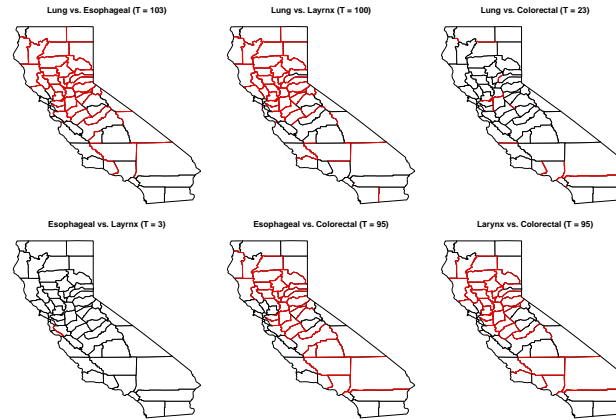 Lung vs. Esophageal (T = 103)
Lung vs. Layrnx (T = 100)
Lung vs. Colorectal (T = 23)
Esophageal vs. Layrnx (T = 3)
Esophageal vs. Colorectal (T = 95)
Larynx vs. Colorectal (T = 95)